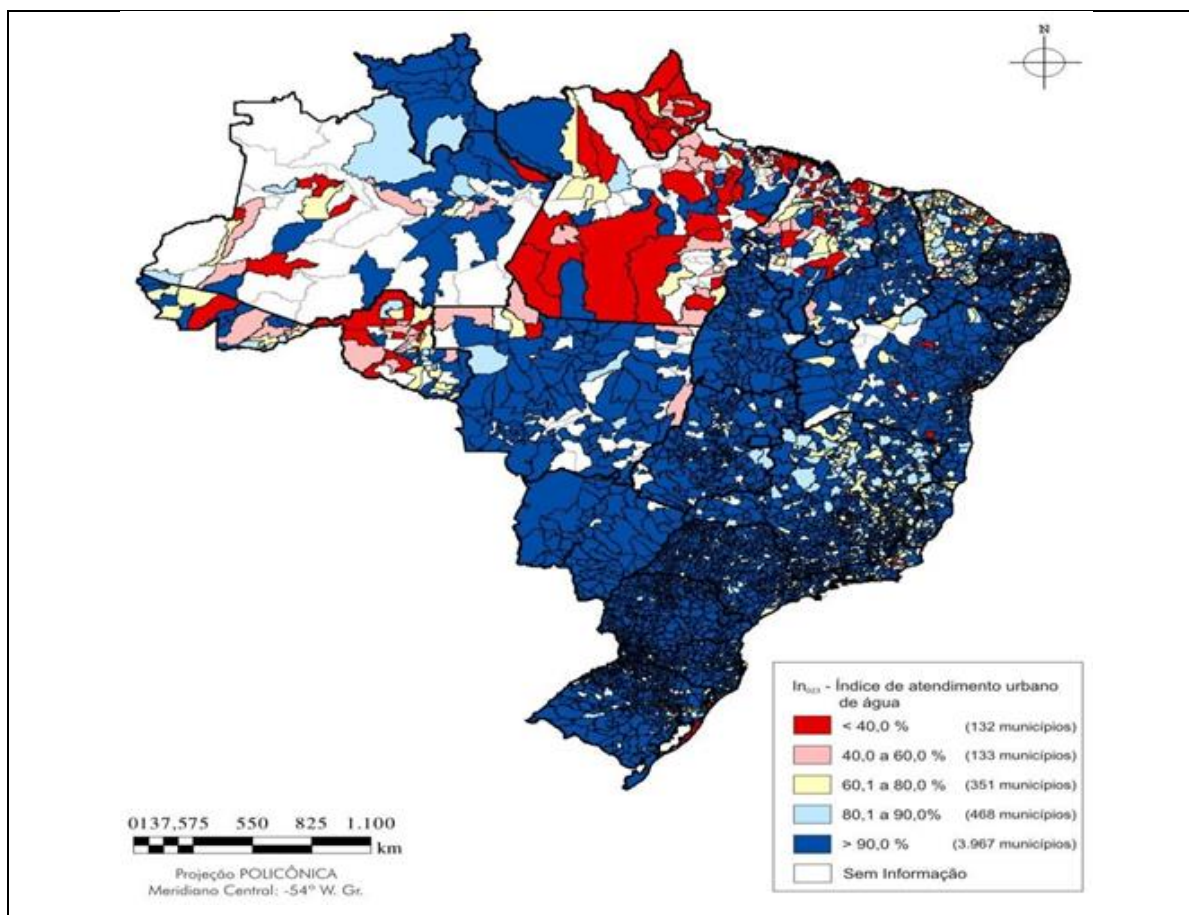 N
In₀₂₃ - Índice de atendimento urbano
de água
< 40,0 % (132 municípios)
40,0 a 60,0 % (133 municípios)
60,1 a 80,0 % (351 municípios)
80,1 a 90,0% (468 municípios)
> 90,0 % (3.967 municípios)
Sem Informação
0137,575 550 825 1.100
km
Projeção POLICÔNICA
Meridiano Central: -54º W. Gr.